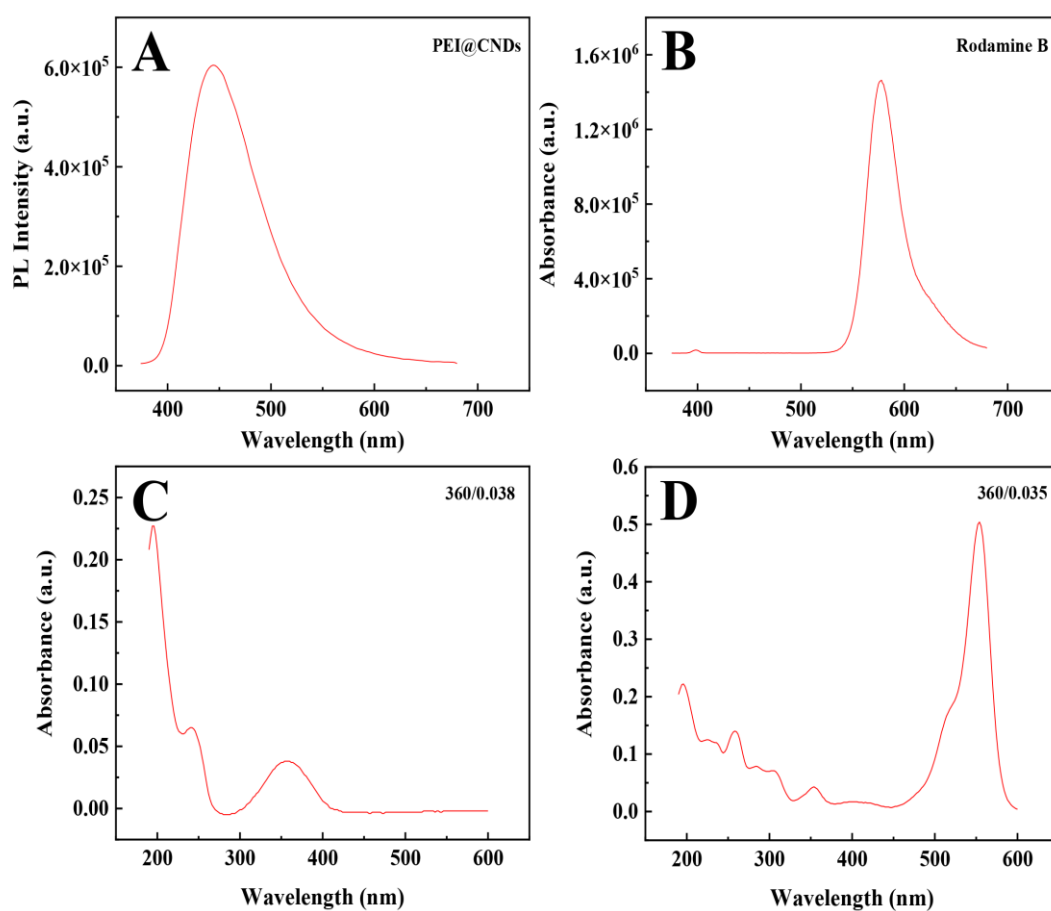 A
PEI@CNDs
PL Intensity (a.u.)
6.0×10⁵
4.0×10⁵
2.0×10⁵
0.0
400 500 600 700
Wavelength (nm)
B
Rodamine B
Absorbance (a.u.)
1.6×10⁶
1.2×10⁶
8.0×10⁵
4.0×10⁵
0.0
400 500 600 700
Wavelength (nm)
C
360/0.038
Absorbance (a.u.)
0.25
0.20
0.15
0.10
0.05
0.00
200 300 400 500 600
Wavelength (nm)
D
360/0.035
Absorbance (a.u.)
0.6
0.5
0.4
0.3
0.2
0.1
0.0
200 300 400 500 600
Wavelength (nm)